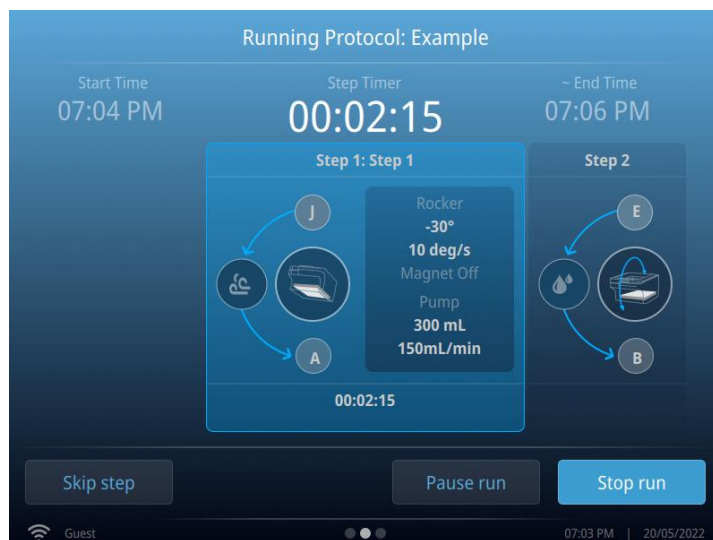 Running Protocol: Example
Start Time
Step Timer
~ End Time
07:04 PM
00:02:15
07:06 PM
Step 1: Step 1
Step 2
J
Rocker
-30°
10 deg/s
Magnet Off
Pump
300 mL
150mL/min
A
E
B
00:02:15
Skip step
Pause run
Stop run
Guest
07:03 PM | 20/05/2022